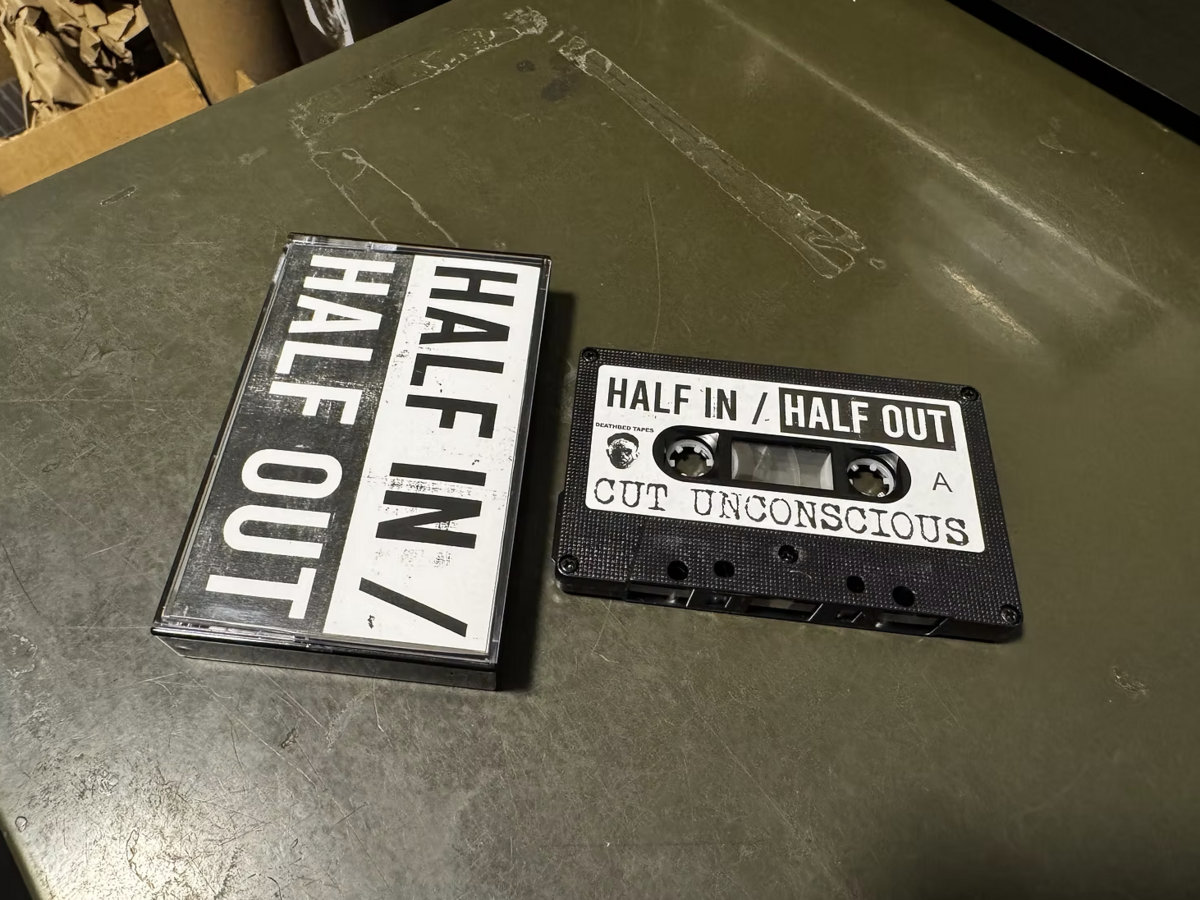 HALF IN /
HALF OUT
HALF IN / HALF OUT
DEATHBED TAPES
A
CUT UNCONSCIOUS